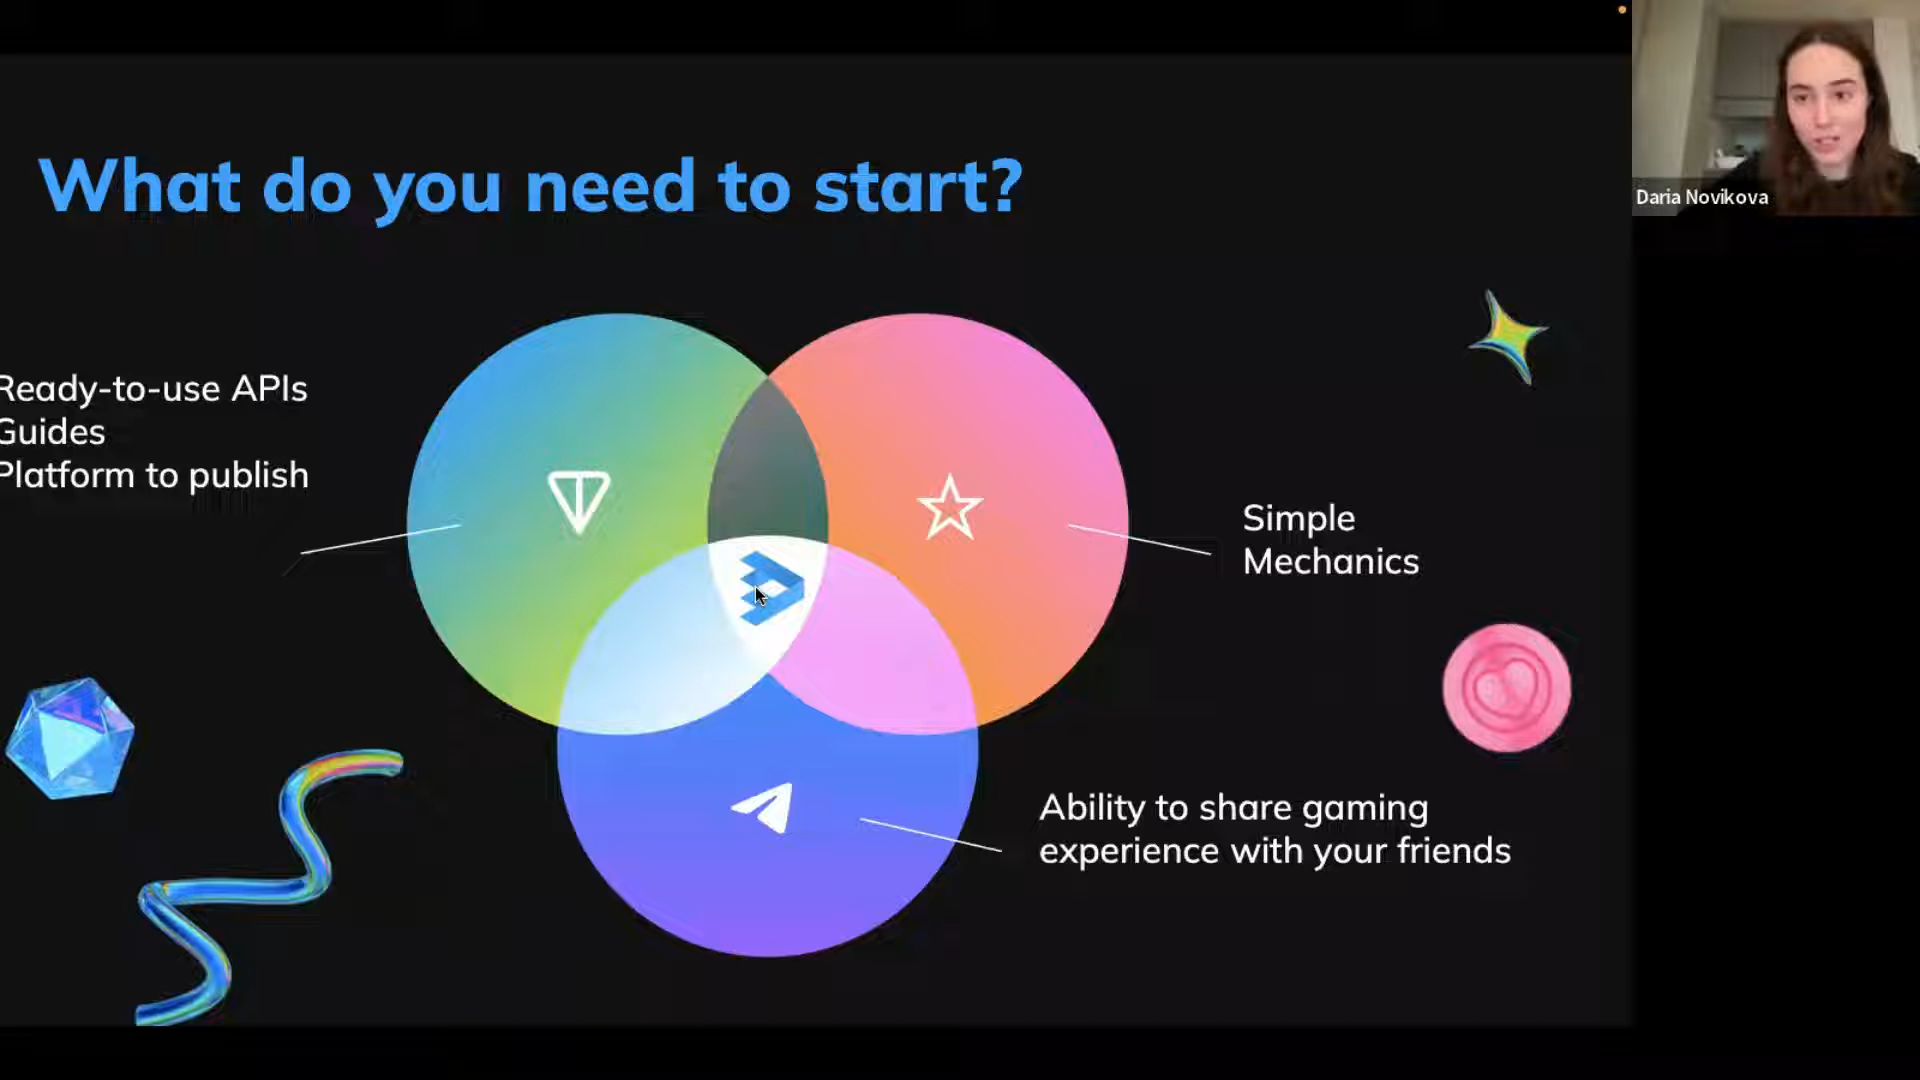 What do you need to start?
Ready-to-use APIs
Guides
Platform to publish
Simple
Mechanics
Ability to share gaming
experience with your friends
Daria Novikova